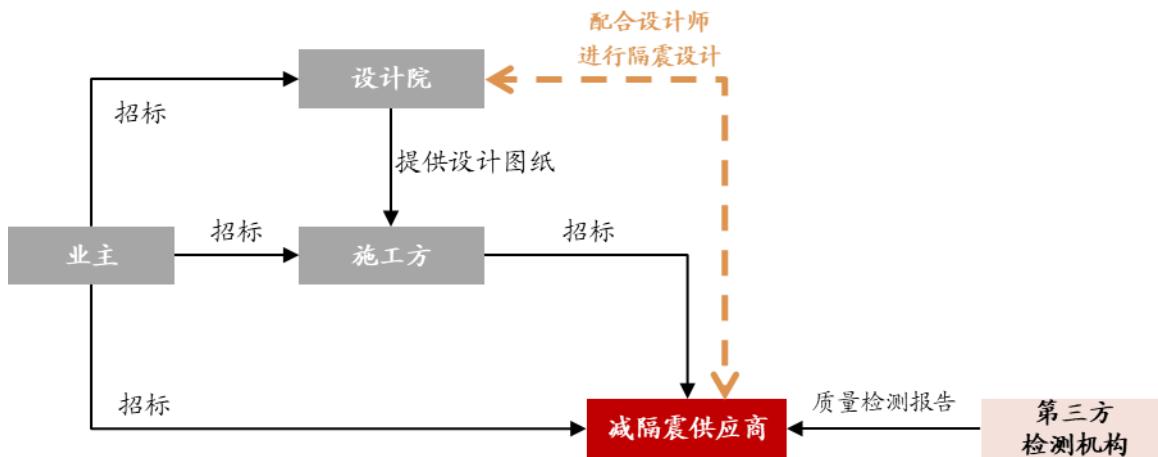 配合设计师
进行隔震设计
设计院
招标
提供设计图纸
业主
招标
施工方
招标
招标
减隔震供应商
质量检测报告
第三方
检测机构